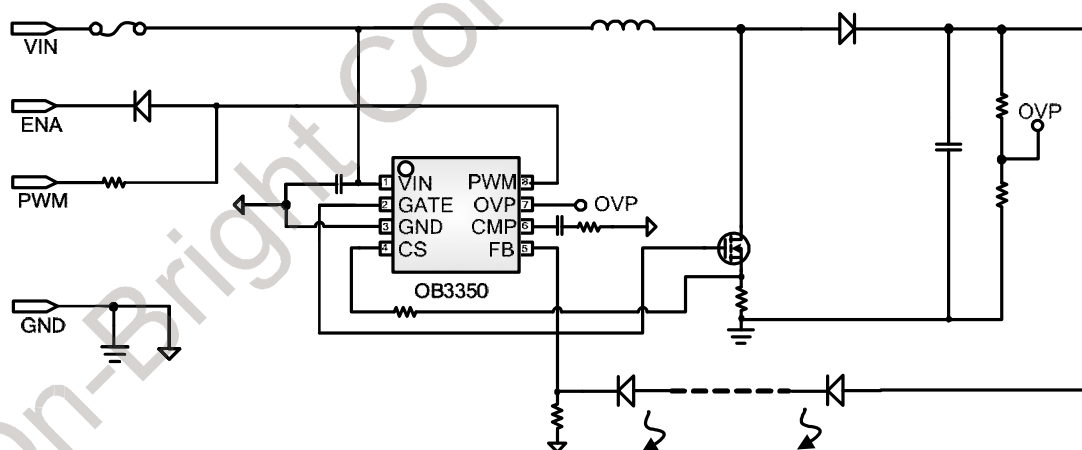 VIN
ENA
PWM
GND
1 VIN
2 GATE
3 GND
4 CS
PWM 8
OVP 7
CMP 6
FB 5
OVP
OB3350
OVP
On-Bright Con